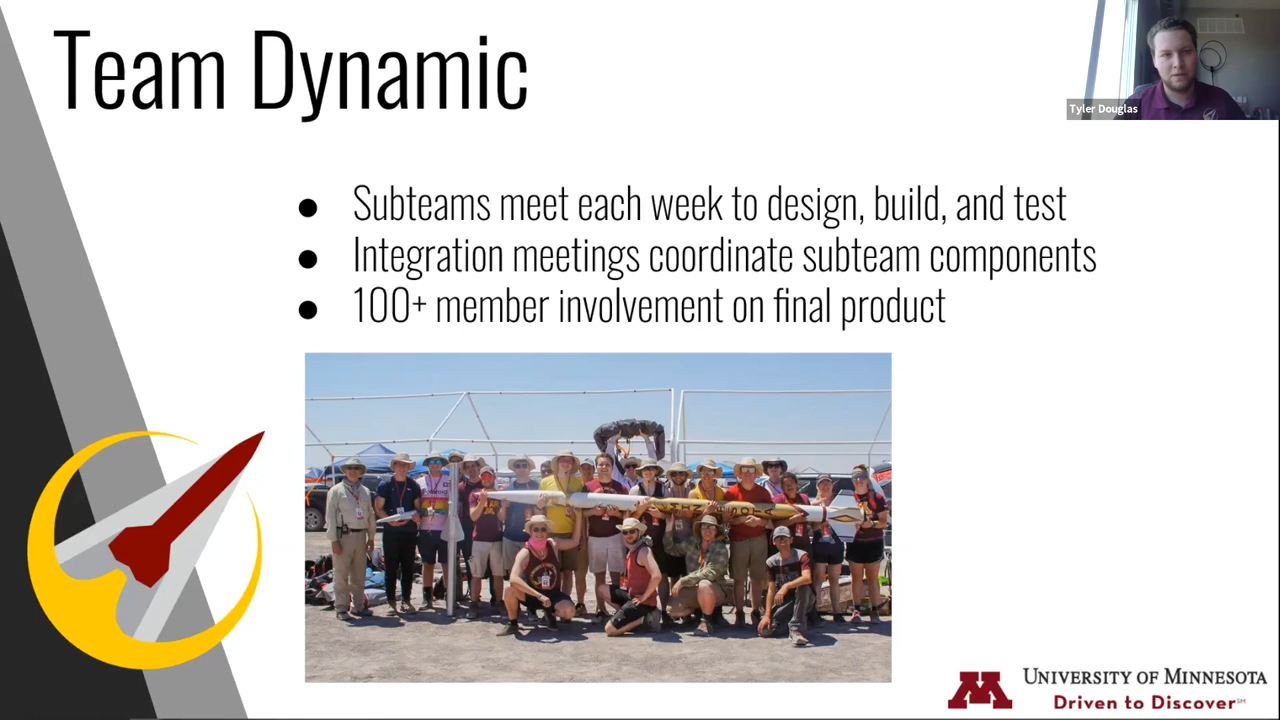 Team Dynamic
Tyler Douglas
● Subteams meet each week to design, build, and test
● Integration meetings coordinate subteam components
● 100+ member involvement on final product
M
UNIVERSITY OF MINNESOTA
Driven to Discover℠